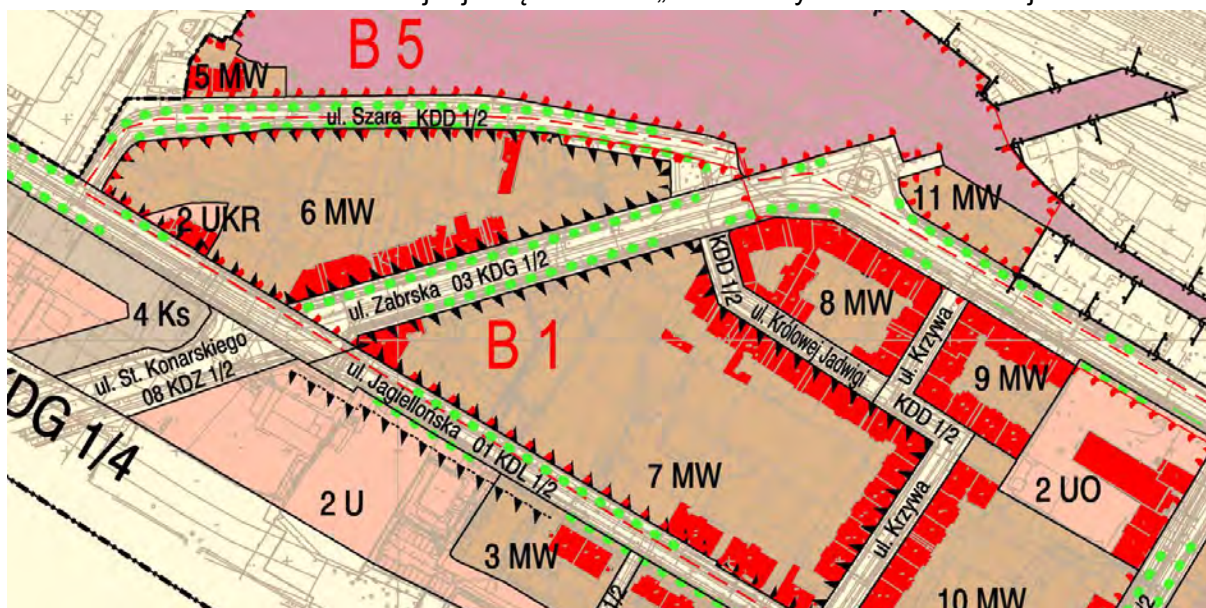 B 5
5 MW
ul. Szara KDD 1/2
11 MW
6 MW
2 UKR
KDD 1/2
ul. Zabrska 03 KDG 1/2
8 MW
4 Ks
B 1
ul. Królowej Jadwigi
ul. Krzywa
9 MW
ul. St. Konarskiego
08 KDZ 1/2
ul. Jagiellońska 01 KDL 1/2
KDD 1/2
DG 1/4
7 MW
2 UO
2 U
ul. Krzywa
3 MW
10 MW
1/2